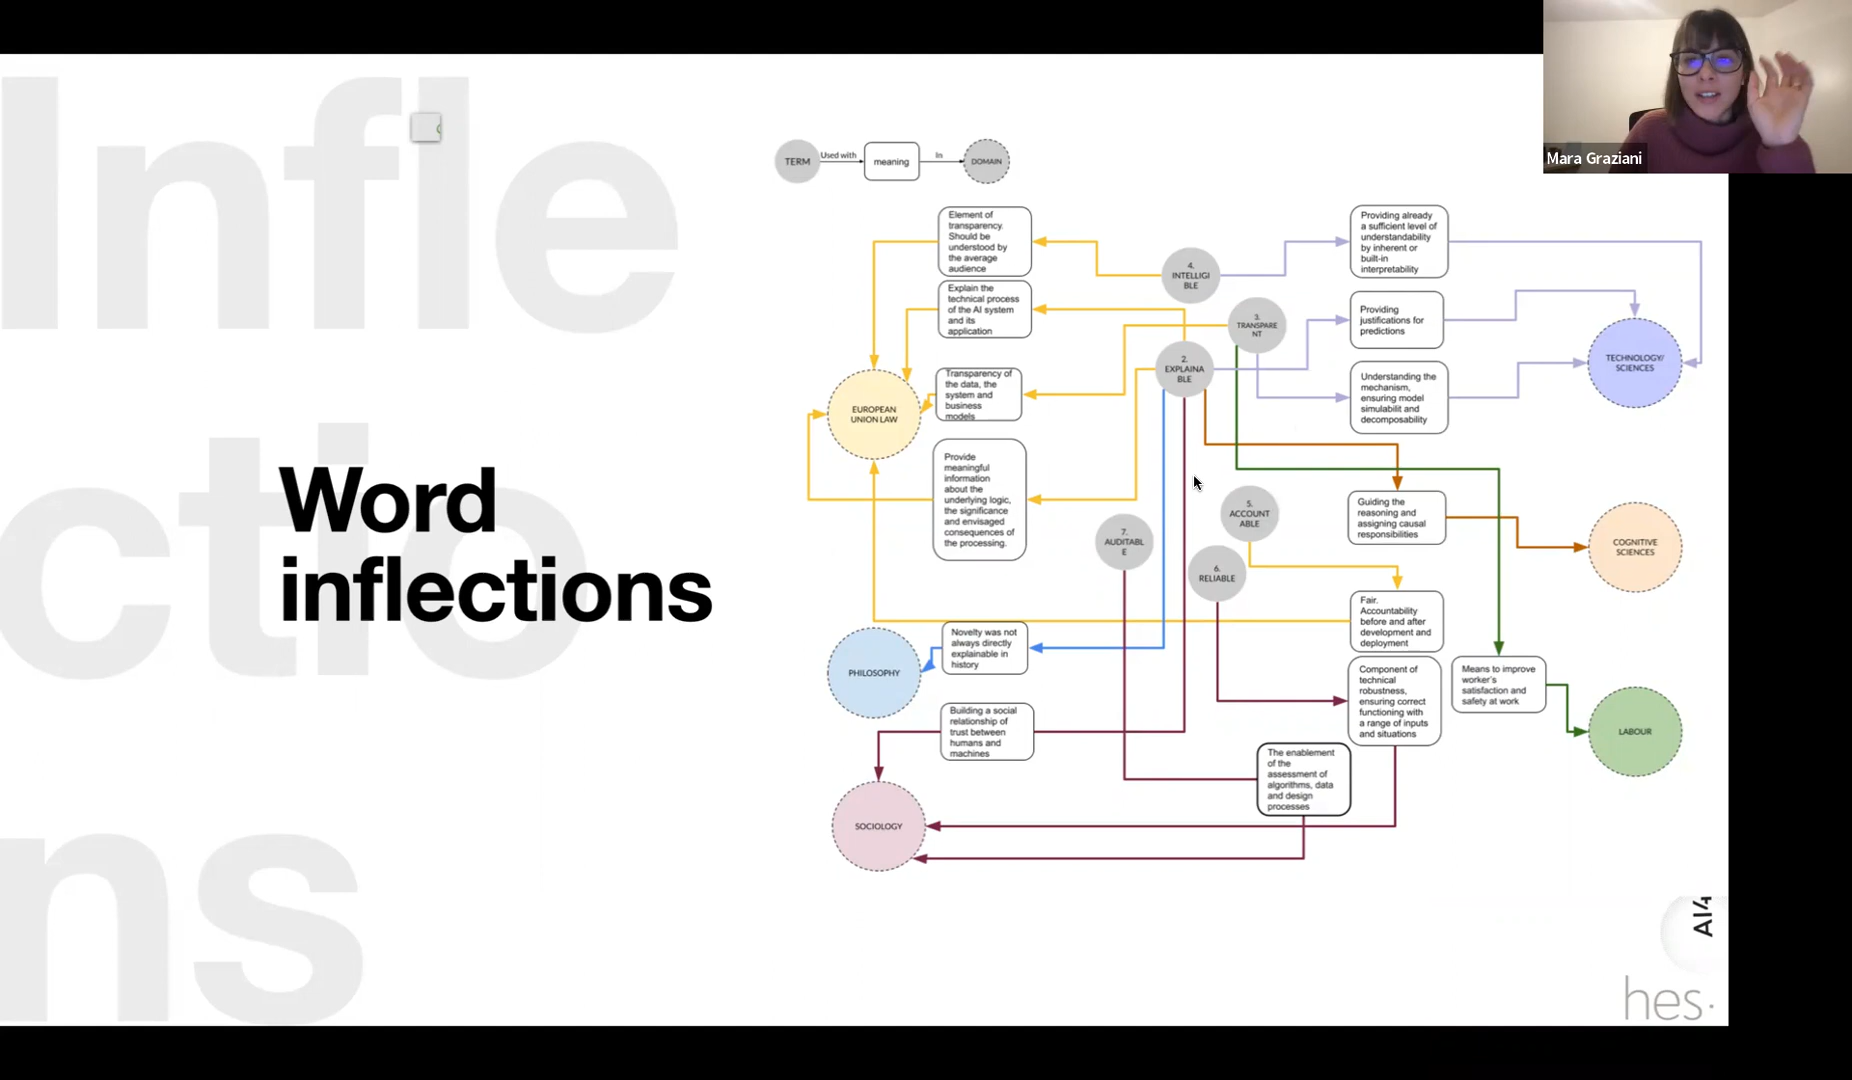 Infle
ctio
ns
Word
inflections
TERM
Used with
meaning
In
DOMAIN
Element of
transparency.
Should be
understood by
the average
audience
Explain the
technical process
of the AI system
and its
application
Transparency of
the data, the
system and
business
models
Provide
meaningful
information
about the
underlying logic,
the significance
and envisaged
consequences of
the processing.
EUROPEAN
UNION LAW
4.
INTELLIGI
BLE
3.
TRANSPARE
NT
2.
EXPLAINA
BLE
Providing already
a sufficient level of
understandability
by inherent or
built-in
interpretability
Providing
justifications for
predictions
Understanding the
mechanism,
ensuring model
simulabilit and
decomposability
TECHNOLOGY/
SCIENCES
5.
ACCOUNT
ABLE
7.
AUDITABL
E
6.
RELIABLE
Guiding the
reasoning and
assigning causal
responsibilities
COGNITIVE
SCIENCES
Fair.
Accountability
before and after
development and
deployment
PHILOSOPHY
Novelty was not
always directly
explainable in
history
Component of
technical
robustness,
ensuring correct
functioning with
a range of inputs
and situations
Means to improve
worker's
satisfaction and
safety at work
LABOUR
Building a social
relationship of
trust between
humans and
machines
The enablement
of the
assessment of
algorithms, data
and design
processes
SOCIOLOGY
AI4
hes.
Mara Graziani